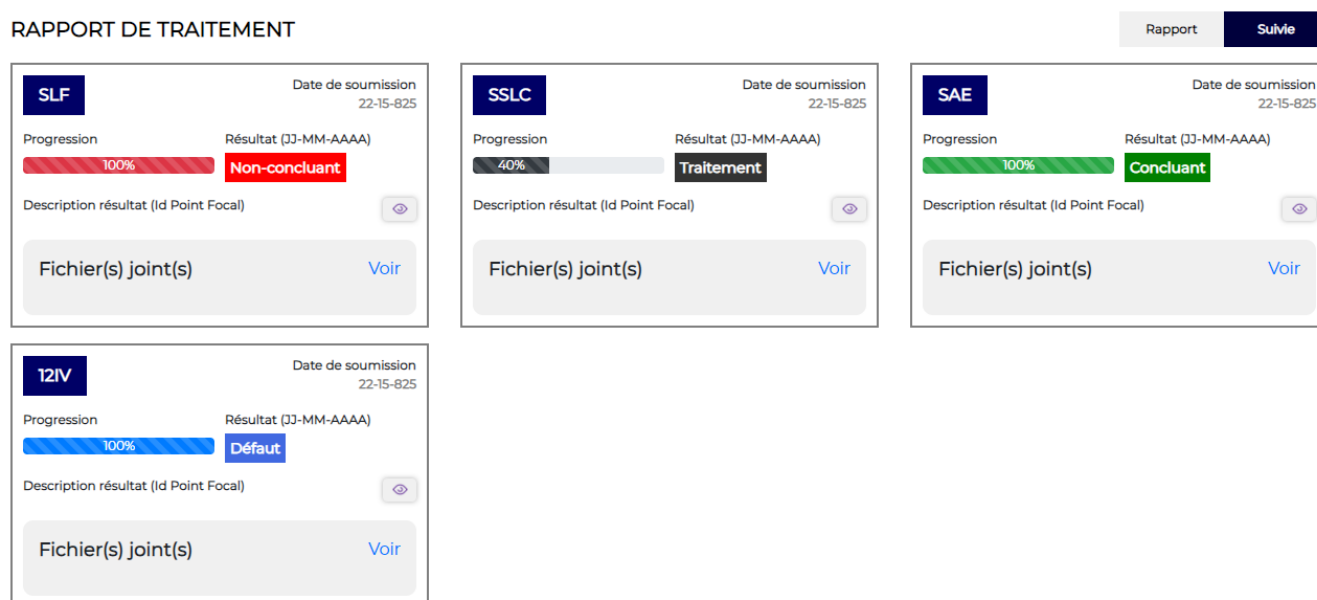 RAPPORT DE TRAITEMENT
Rapport
Suivie
SLF
Date de soumission
22-15-825
Progression
Résultat (JJ-MM-AAAA)
100%
Non-concluant
Description résultat (Id Point Focal)
Fichier(s) joint(s)
Voir
SSLC
Date de soumission
22-15-825
Progression
Résultat (JJ-MM-AAAA)
40%
Traitement
Description résultat (Id Point Focal)
Fichier(s) joint(s)
Voir
SAE
Date de soumission
22-15-825
Progression
Résultat (JJ-MM-AAAA)
100%
Concluant
Description résultat (Id Point Focal)
Fichier(s) joint(s)
Voir
12IV
Date de soumission
22-15-825
Progression
Résultat (JJ-MM-AAAA)
100%
Défaut
Description résultat (Id Point Focal)
Fichier(s) joint(s)
Voir